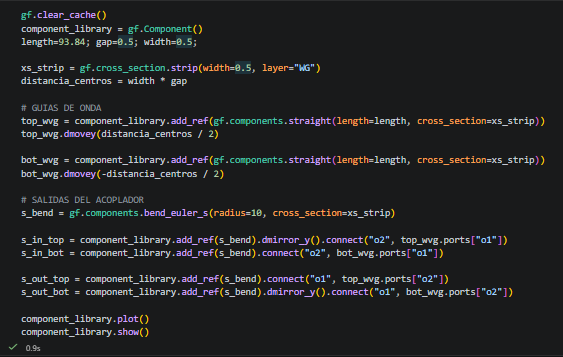 gf.clear_cache()
component_library = gf.Component()
length=93.84; gap=0.5; width=0.5;
xs_strip = gf.cross_section.strip(width=0.5, layer="WG")
distancia_centros = width * gap
# GUIAS DE ONDA
top_wvg = component_library.add_ref(gf.components.straight(length=length, cross_section=xs_strip))
top_wvg.dmovey(distancia_centros / 2)
bot_wvg = component_library.add_ref(gf.components.straight(length=length, cross_section=xs_strip))
bot_wvg.dmovey(-distancia_centros / 2)
# SALIDAS DEL ACOPLADOR
s_bend = gf.components.bend_euler_s(radius=10, cross_section=xs_strip)
s_in_top = component_library.add_ref(s_bend).dmirror_y().connect("o2", top_wvg.ports["o1"])
s_in_bot = component_library.add_ref(s_bend).connect("o2", bot_wvg.ports["o1"])
s_out_top = component_library.add_ref(s_bend).connect("o1", top_wvg.ports["o2"])
s_out_bot = component_library.add_ref(s_bend).dmirror_y().connect("o1", bot_wvg.ports["o2"])
component_library.plot()
component_library.show()
0.9s